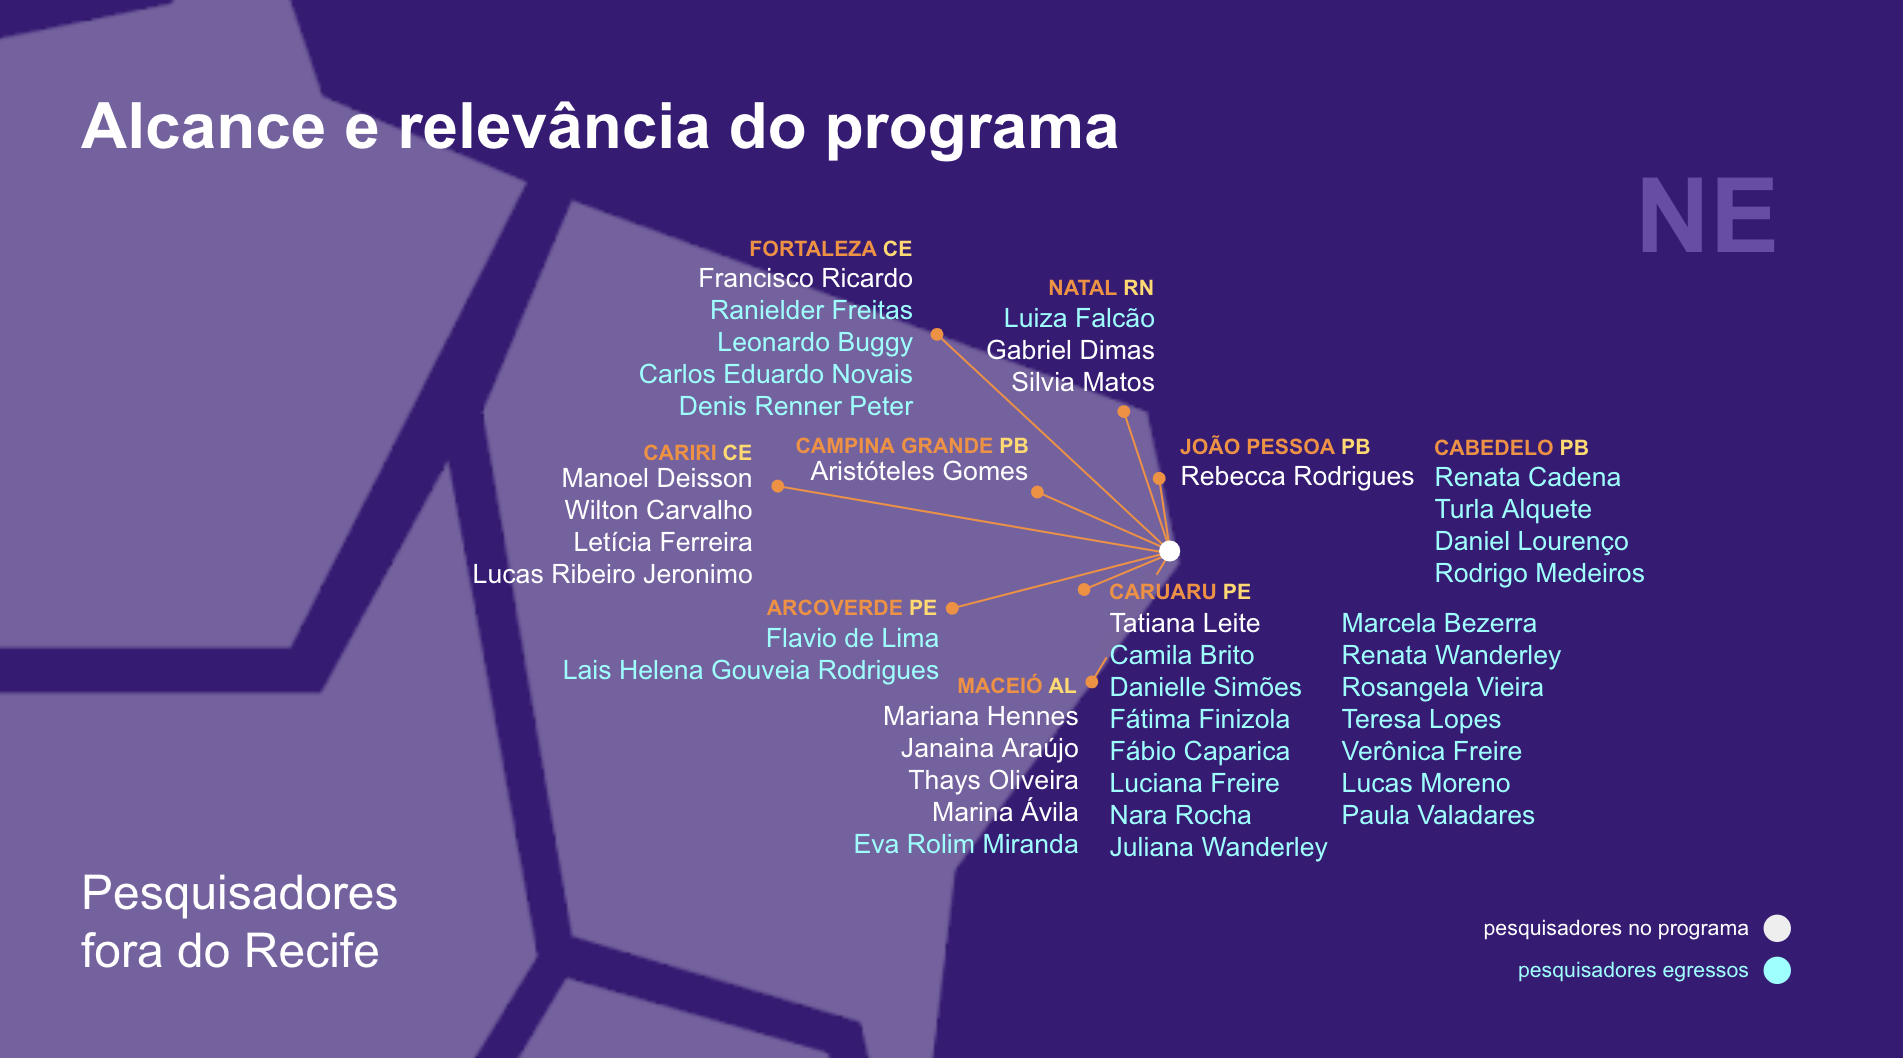 Alcance e relevância do programa
NE
FORTALEZA CE
Francisco Ricardo
Ranielder Freitas
Leonardo Buggy
Carlos Eduardo Novais
Denis Renner Peter
NATAL RN
Luiza Falcão
Gabriel Dimas
Silvia Matos
CARIRI CE
Manoel Deisson
Wilton Carvalho
Letícia Ferreira
Lucas Ribeiro Jeronimo
CAMPINA GRANDE PB
Aristóteles Gomes
JOÃO PESSOA PB
Rebecca Rodrigues
CABEDELO PB
Renata Cadena
Turla Alquete
Daniel Lourenço
Rodrigo Medeiros
ARCOVERDE PE
Flavio de Lima
Lais Helena Gouveia Rodrigues
MACEIÓ AL
Mariana Hennes
Janaina Araújo
Thays Oliveira
Marina Ávila
Eva Rolim Miranda
CARUARU PE
Tatiana Leite
Camila Brito
Danielle Simões
Fátima Finizola
Fábio Caparica
Luciana Freire
Nara Rocha
Juliana Wanderley
Marcela Bezerra
Renata Wanderley
Rosangela Vieira
Teresa Lopes
Verônica Freire
Lucas Moreno
Paula Valadares
Pesquisadores
fora do Recife
pesquisadores no programa
pesquisadores egressos